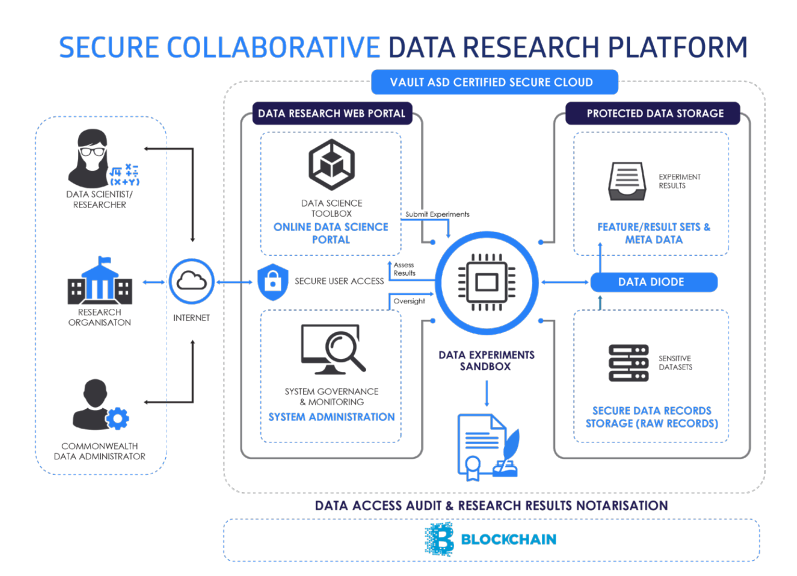 SECURE COLLABORATIVE DATA RESEARCH PLATFORM
VAULT ASD CERTIFIED SECURE CLOUD
DATA RESEARCH WEB PORTAL
PROTECTED DATA STORAGE
√4 ×- ÷
(X+Y)
DATA SCIENTIST/
RESEARCHER
RESEARCH
ORGANISATON
COMMONWEALTH
DATA ADMINISTRATOR
INTERNET
DATA SCIENCE
TOOLBOX
ONLINE DATA SCIENCE
PORTAL
Submit Experiments
SECURE USER ACCESS
Assess
Results
Oversight
SYSTEM GOVERNANCE
& MONITORING
SYSTEM ADMINISTRATION
DATA EXPERIMENTS
SANDBOX
EXPERIMENT
RESULTS
FEATURE/RESULT SETS &
META DATA
DATA DIODE
SENSITIVE
DATASETS
SECURE DATA RECORDS
STORAGE (RAW RECORDS)
DATA ACCESS AUDIT & RESEARCH RESULTS NOTARISATION
BLOCKCHAIN